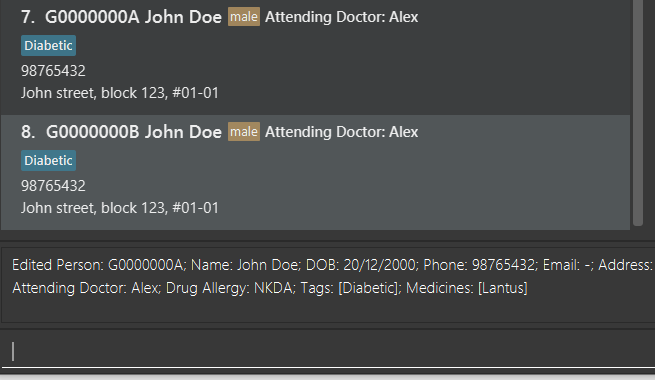 7. G0000000A John Doe male Attending Doctor: Alex
Diabetic
98765432
John street, block 123, #01-01
8. G0000000B John Doe male Attending Doctor: Alex
Diabetic
98765432
John street, block 123, #01-01
Edited Person: G0000000A; Name: John Doe; DOB: 20/12/2000; Phone: 98765432; Email: -; Address:
Attending Doctor: Alex; Drug Allergy: NKDA; Tags: [Diabetic]; Medicines: [Lantus]